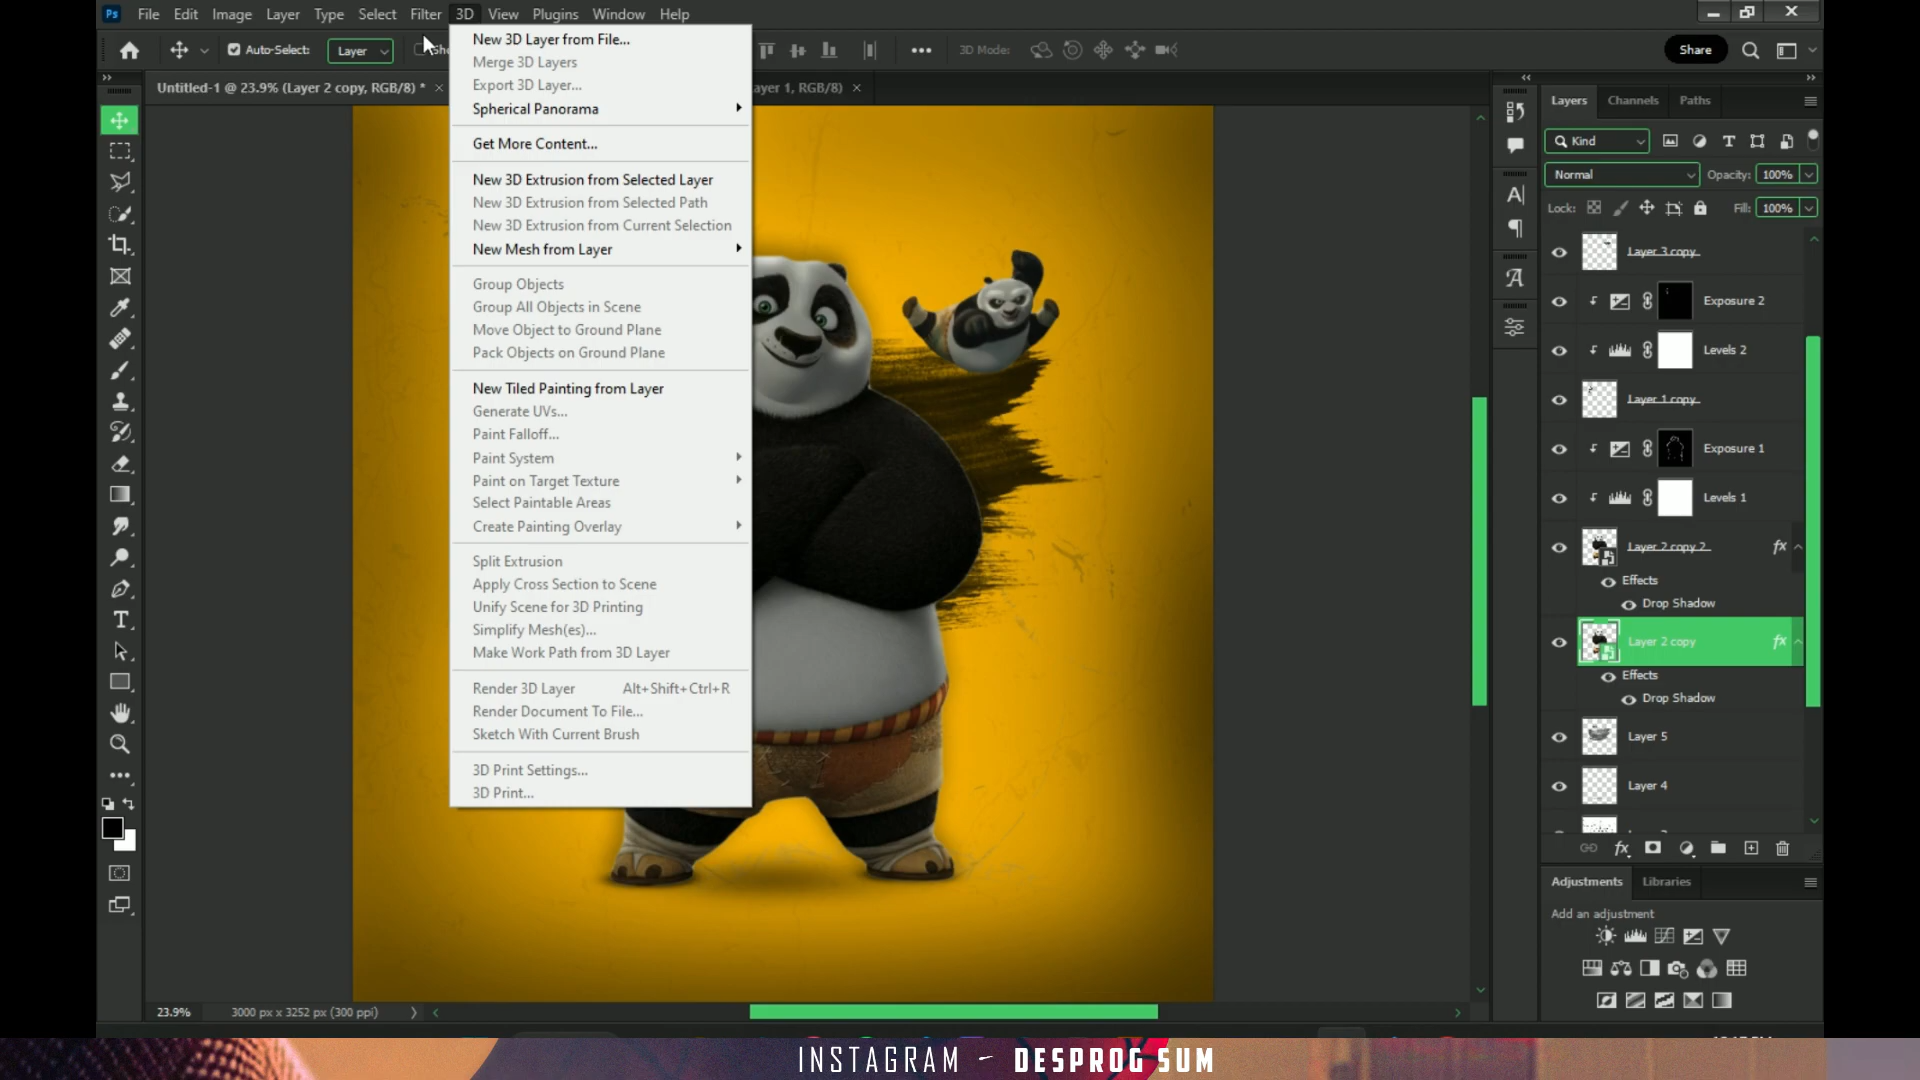 Ps File Edit Image Layer Type Select Filter 3D View Plugins Window Help
Auto-Select: Layer 3D Mode: Share
Untitled-1 @ 23.9% (Layer 2 copy, RGB/8) * × ayer 1, RGB/8) ×
New 3D Layer from File...
Merge 3D Layers
Export 3D Layer...
Spherical Panorama
Get More Content...
New 3D Extrusion from Selected Layer
New 3D Extrusion from Selected Path
New 3D Extrusion from Current Selection
New Mesh from Layer
Group Objects
Group All Objects in Scene
Move Object to Ground Plane
Pack Objects on Ground Plane
New Tiled Painting from Layer
Generate UVs...
Paint Falloff...
Paint System
Paint on Target Texture
Select Paintable Areas
Create Painting Overlay
Split Extrusion
Apply Cross Section to Scene
Unify Scene for 3D Printing
Simplify Mesh(es)...
Make Work Path from 3D Layer
Render 3D Layer Alt+Shift+Ctrl+R
Render Document To File...
Sketch With Current Brush
3D Print Settings...
3D Print...
Layers Channels Paths
Kind
Normal Opacity: 100%
Lock: Fill: 100%
Layer 3 copy
Exposure 2
Levels 2
Layer 1 copy
Exposure 1
Levels 1
Layer 2 copy 2 fx
Effects
Drop Shadow
Layer 2 copy fx
Effects
Drop Shadow
Layer 5
Layer 4
Adjustments Libraries
Add an adjustment
23.9% 3000 px x 3252 px (300 ppi)
INSTAGRAM - DESPROG SUM